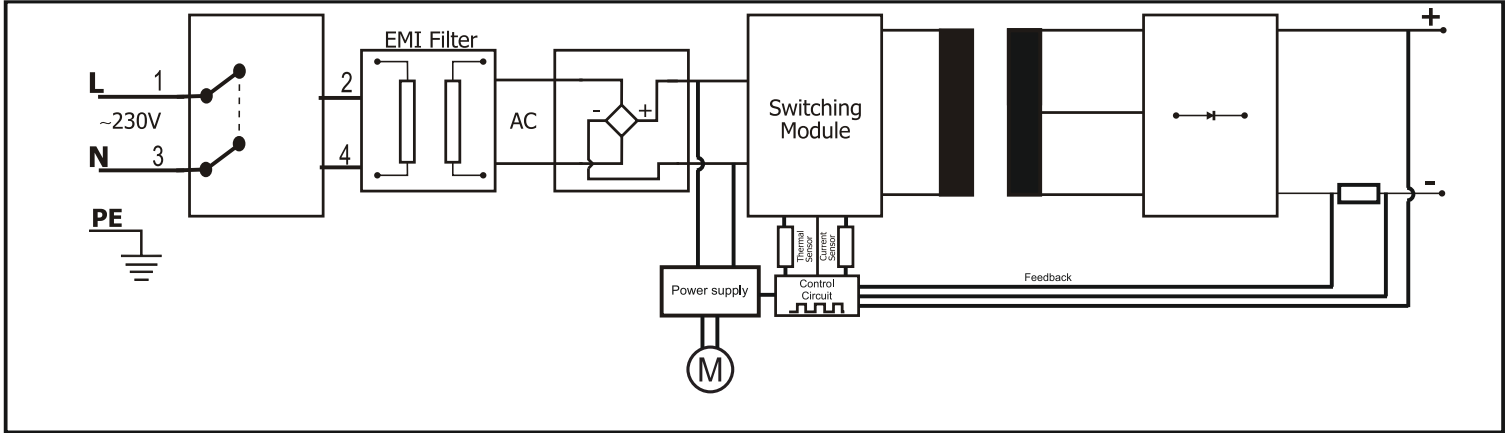 EMI Filter
L
1
~230V
N
3
2
4
PE
AC
-
+
Switching
Module
Thermal
Sensor
Current
Sensor
Power supply
Control
Circuit
M
Feedback
+
-